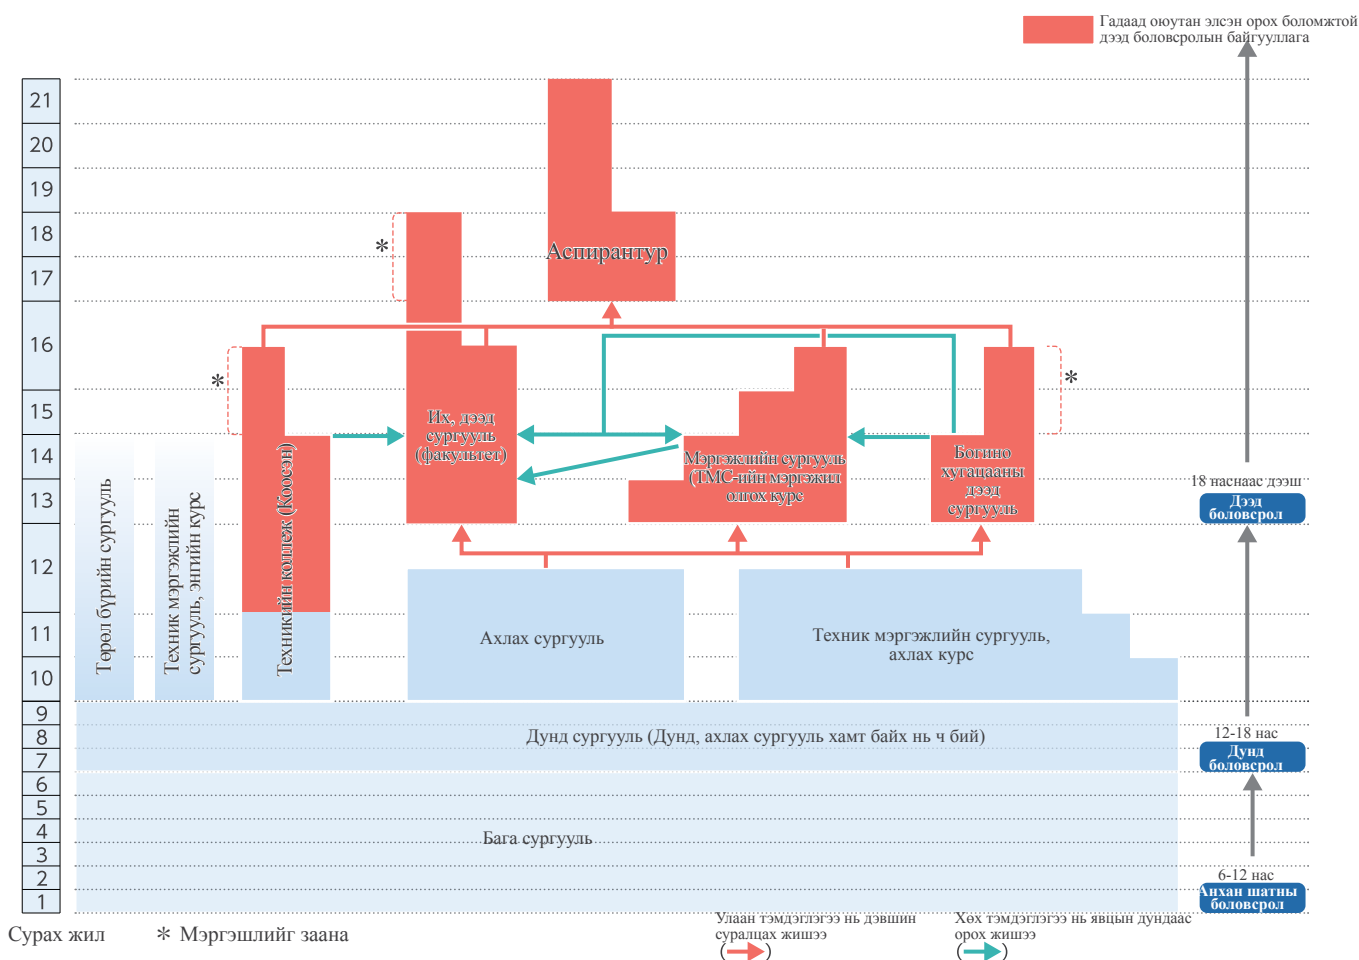 Гадаад оюутан элсэн орох боломжтой
дээд боловсролын байгууллага
21
20
19
18
17
16
15
14
13
12
11
10
9
8
7
6
5
4
3
2
1
*
Аспирантур
*
*
Их, дээд
сургууль
(факультет)
Мэргэжлийн сургууль
(ТМС-ийн мэргэжил
олгох курс
Богино
хугацааны
дээд
сургууль
Төрөл бүрийн сургууль
Техник мэргэжлийн
сургууль, энгийн курс
Техникийн коллеж (Коосэн)
Ахлах сургууль
Техник мэргэжлийн сургууль,
ахлах курс
Дунд сургууль (Дунд, ахлах сургууль хамт байх нь ч бий)
Бага сургууль
18 наснаас дээш
Дээд
боловсрол
12-18 нас
Дунд
боловсрол
6-12 нас
Анхан шатны
боловсрол
Сурах жил
* Мэргэшлийг заана
Улаан тэмдэглэгээ нь дэвшин
суралцах жишээ
( )
Хөх тэмдэглэгээ нь явцын дундаас
орох жишээ
( )